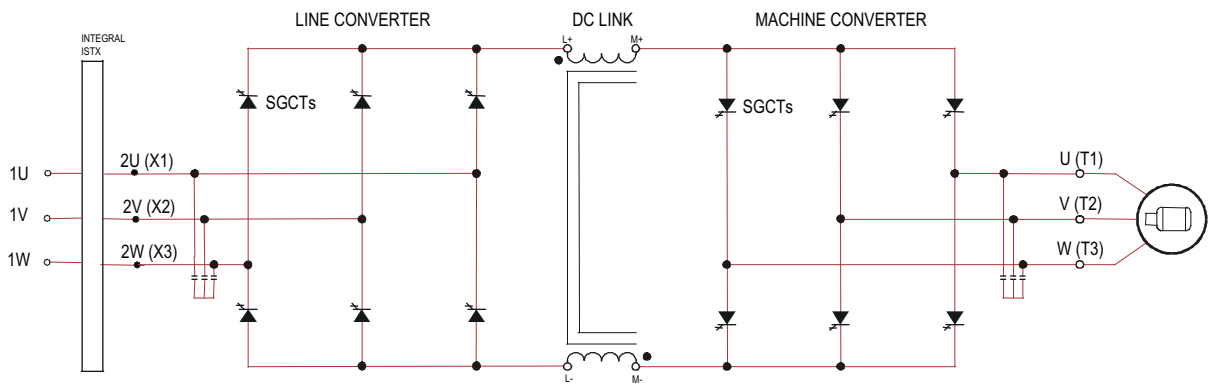 LINE CONVERTER
DC LINK
MACHINE CONVERTER
INTEGRAL
ISTX
L+
M+
SGCTs
SGCTs
1U
2U (X1)
U (T1)
1V
2V (X2)
V (T2)
1W
2W (X3)
W (T3)
L-
M-